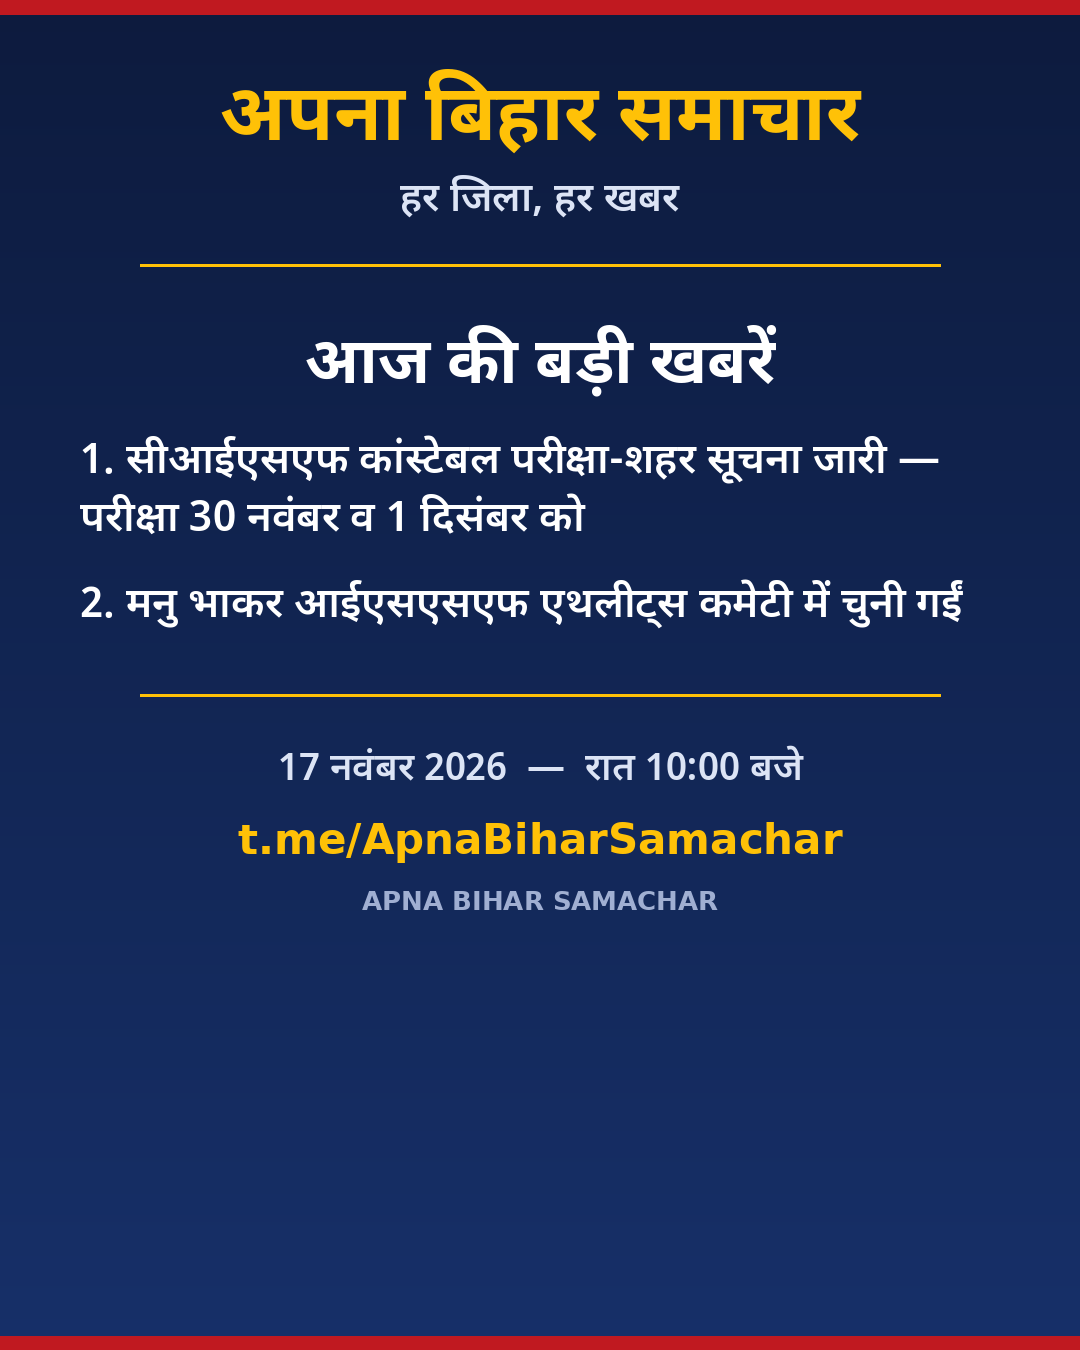 अपना बिहार समाचार
हर जिला, हर खबर
आज की बड़ी खबरें
1. सीआईएसएफ कांस्टेबल परीक्षा-शहर सूचना जारी —
परीक्षा 30 नवंबर व 1 दिसंबर को
2. मनु भाकर आईएसएसएफ एथलीट्स कमेटी में चुनी गईं
17 नवंबर 2026 — रात 10:00 बजे
t.me/ApnaBiharSamachar
APNA BIHAR SAMACHAR